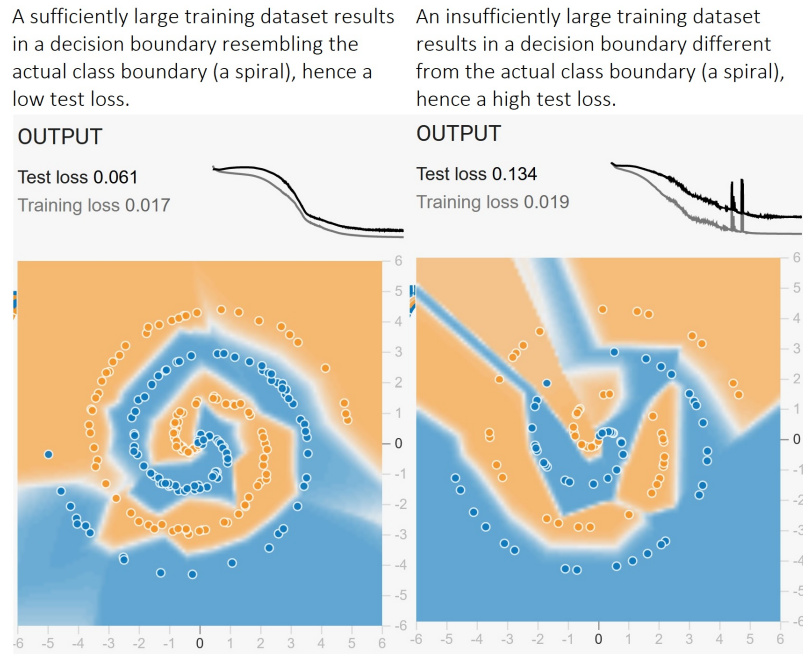 A sufficiently large training dataset results
in a decision boundary resembling the
actual class boundary (a spiral), hence a
low test loss.
OUTPUT
Test loss 0.061
Training loss 0.017
6
5
4
3
2
1
0
-1
-2
-3
-4
-5
-6
-6 -5 -4 -3 -2 -1 0 1 2 3 4 5 6
An insufficiently large training dataset
results in a decision boundary different
from the actual class boundary (a spiral),
hence a high test loss.
OUTPUT
Test loss 0.134
Training loss 0.019
6
5
4
3
2
1
0
-1
-2
-3
-4
-5
-6
-6 -5 -4 -3 -2 -1 0 1 2 3 4 5 6